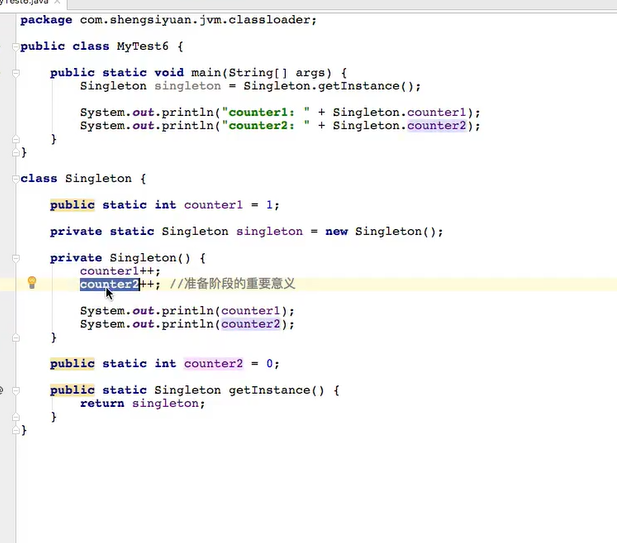 package com.shengsiyuan.jvm.classloader;
public class MyTest6 {
public static void main(String[] args) {
Singleton singleton = Singleton.getInstance();
System.out.println("counter1: " + Singleton.counter1);
System.out.println("counter2: " + Singleton.counter2);
}
}
class Singleton {
public static int counter1 = 1;
private static Singleton singleton = new Singleton();
private Singleton() {
counter1++;
counter2++; //准备阶段的重要意义
System.out.println(counter1);
System.out.println(counter2);
}
public static int counter2 = 0;
public static Singleton getInstance() {
return singleton;
}
}